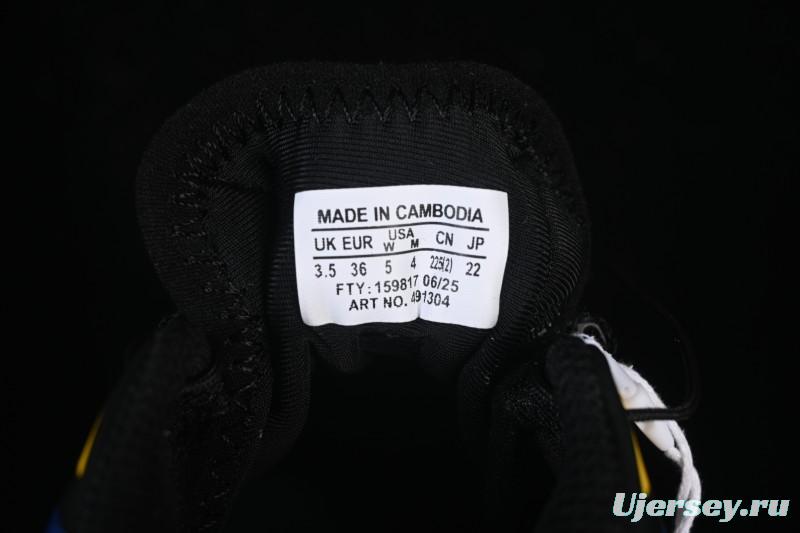 MADE IN CAMBODIA
UK EUR USA W M CN JP
3.5 36 5 4 225(2) 22
FTY: 159817 06/25
ART NO. 491304
Ujersey.ru